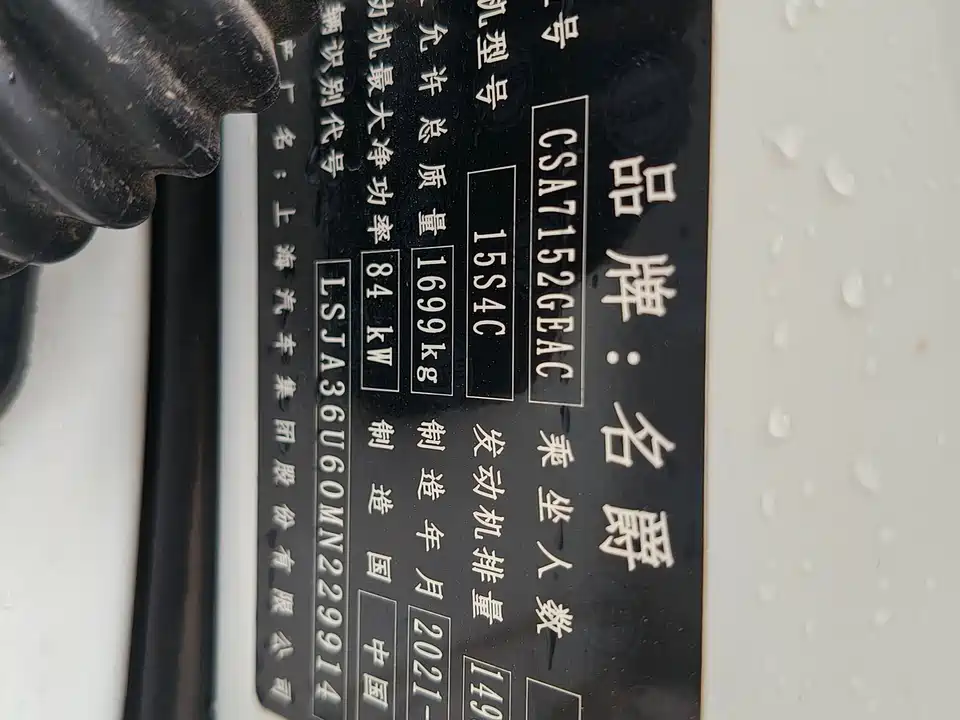 品牌：名爵
型号 CSA7152GEAC 乘坐人数
机型号 15S4C 发动机排量 149
允许总质量 1699kg 制造年月 2021-
动机最大净功率 84 kW 制造国 中国
辆识别代号 LSJA36U60MN229914
产厂名：上海汽车集团股份有限公司